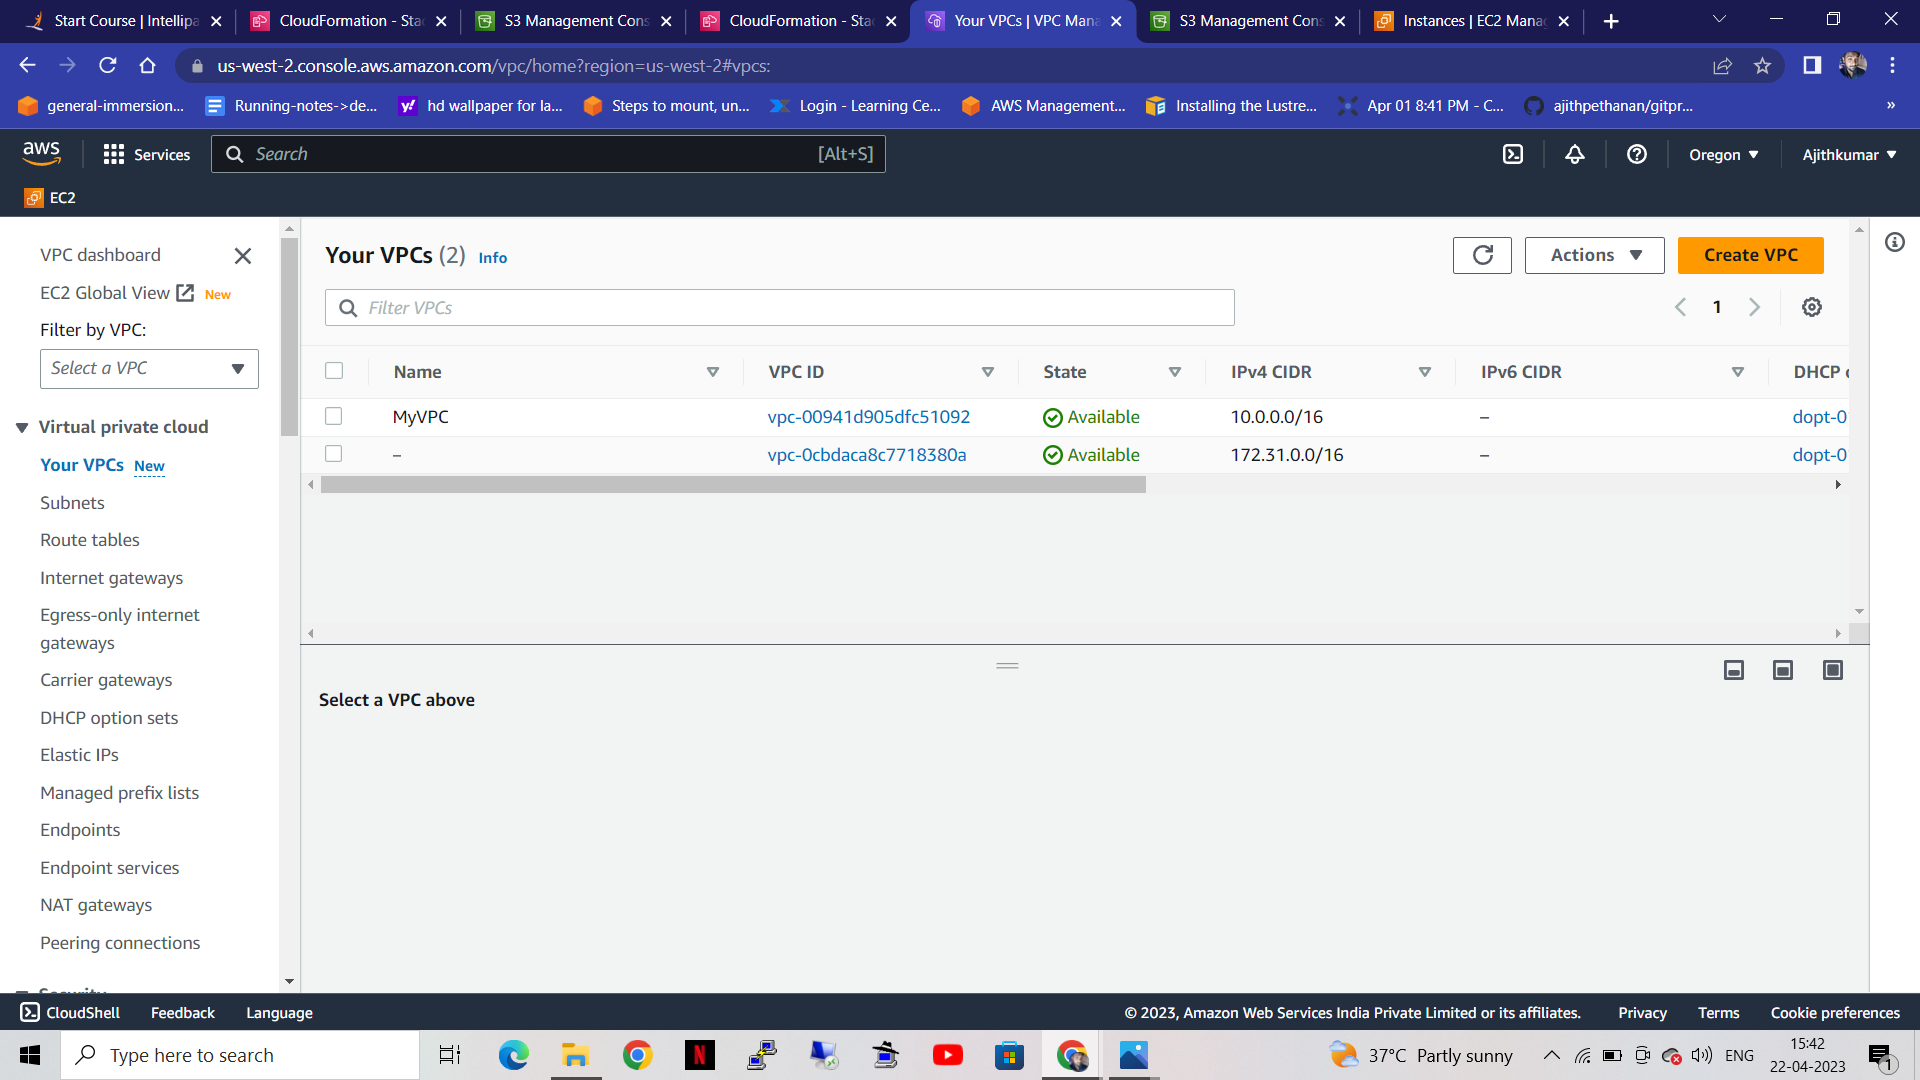 Start Course | Intellipa
CloudFormation - Stac
S3 Management Cons
CloudFormation - Stac
Your VPCs | VPC Mana
S3 Management Cons
Instances | EC2 Manag
us-west-2.console.aws.amazon.com/vpc/home?region=us-west-2#vpcs:
general-immersion...
Running-notes->de...
hd wallpaper for la...
Steps to mount, un...
Login - Learning Ce...
AWS Management...
Installing the Lustre...
Apr 01 8:41 PM - C...
ajithpethanan/gitpr...
»
aws
Services
Search
[Alt+S]
Oregon
Ajithkumar
EC2
VPC dashboard
EC2 Global View New
Filter by VPC:
Select a VPC
Virtual private cloud
Your VPCs New
Subnets
Route tables
Internet gateways
Egress-only internet
gateways
Carrier gateways
DHCP option sets
Elastic IPs
Managed prefix lists
Endpoints
Endpoint services
NAT gateways
Peering connections
Security
Your VPCs (2) Info
Actions
Create VPC
Filter VPCs
1
Name VPC ID State IPv4 CIDR IPv6 CIDR DHCP
MyVPC vpc-00941d905dfc51092 Available 10.0.0.0/16 – dopt-0
– vpc-0cbdaca8c7718380a Available 172.31.0.0/16 – dopt-0
Select a VPC above
CloudShell Feedback Language
© 2023, Amazon Web Services India Private Limited or its affiliates. Privacy Terms Cookie preferences
Type here to search
37°C Partly sunny
ENG
15:42
22-04-2023
1